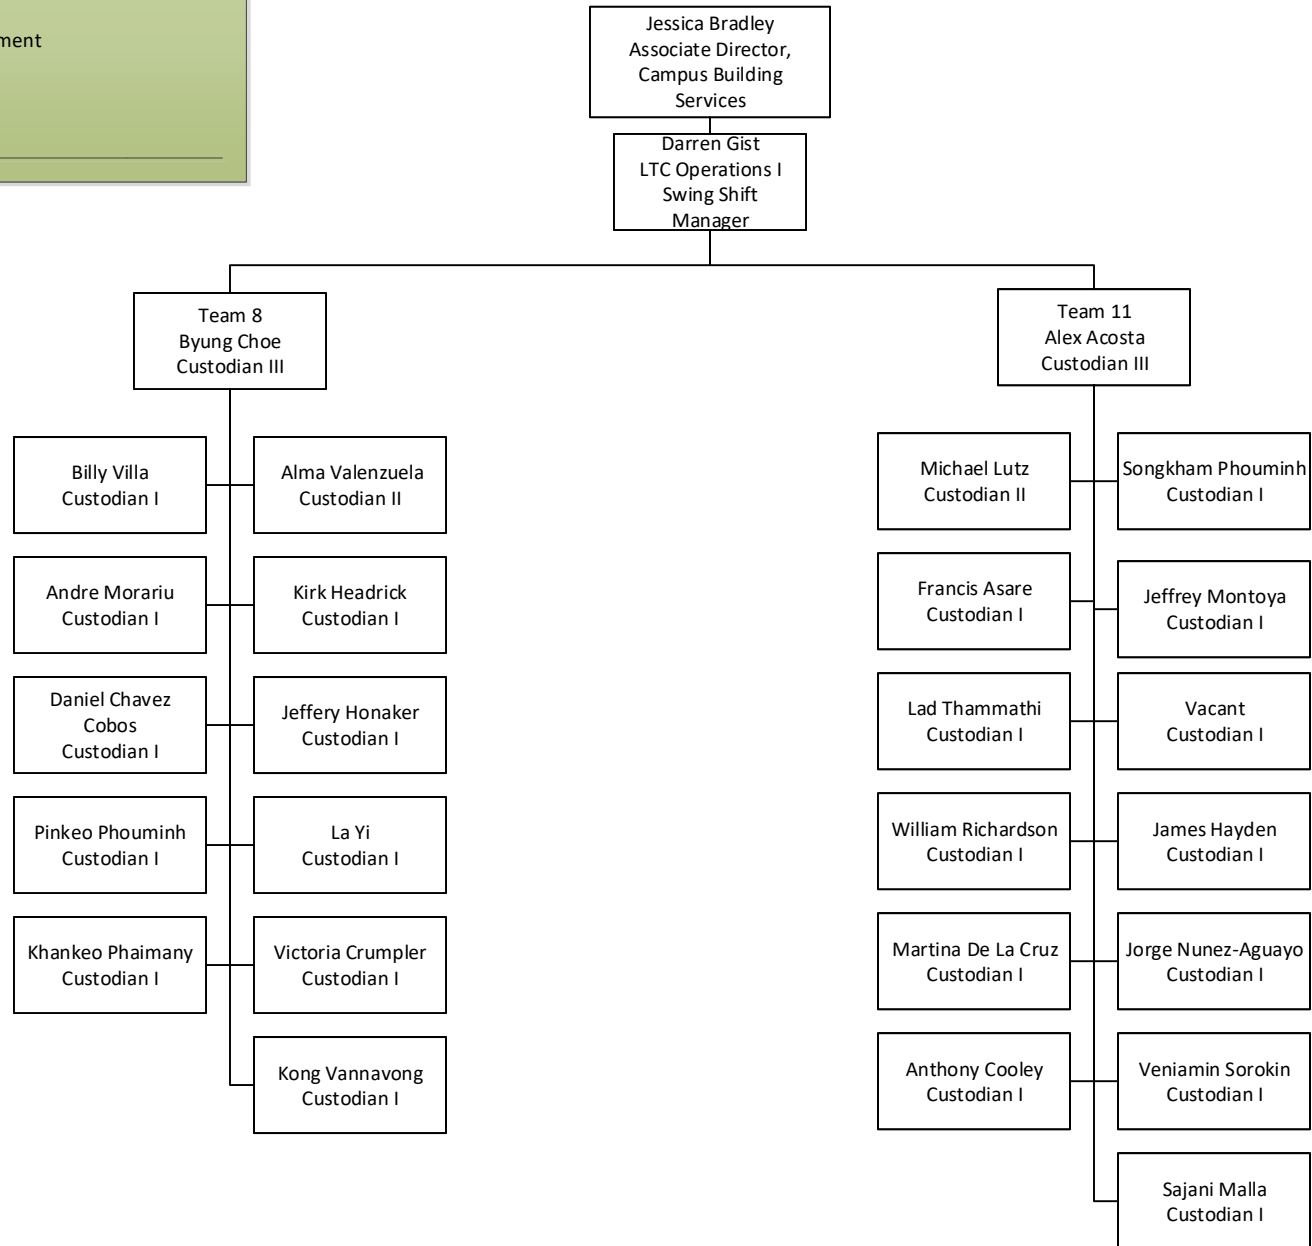 Jessica Bradley
Associate Director,
Campus Building
Services
Darren Gist
LTC Operations I
Swing Shift
Manager
Team 8
Byung Choe
Custodian III
Team 11
Alex Acosta
Custodian III
Billy Villa
Custodian I
Alma Valenzuela
Custodian II
Andre Morariu
Custodian I
Kirk Headrick
Custodian I
Daniel Chavez
Cobos
Custodian I
Jeffery Honaker
Custodian I
Pinkeo Phouminh
Custodian I
La Yi
Custodian I
Khankeo Phaimany
Custodian I
Victoria Crumpler
Custodian I
Kong Vannavong
Custodian I
Michael Lutz
Custodian II
Songkham Phouminh
Custodian I
Francis Asare
Custodian I
Jeffrey Montoya
Custodian I
Lad Thammathi
Custodian I
Vacant
Custodian I
William Richardson
Custodian I
James Hayden
Custodian I
Martina De La Cruz
Custodian I
Jorge Nunez-Aguayo
Custodian I
Anthony Cooley
Custodian I
Veniamin Sorokin
Custodian I
Sajani Malla
Custodian I